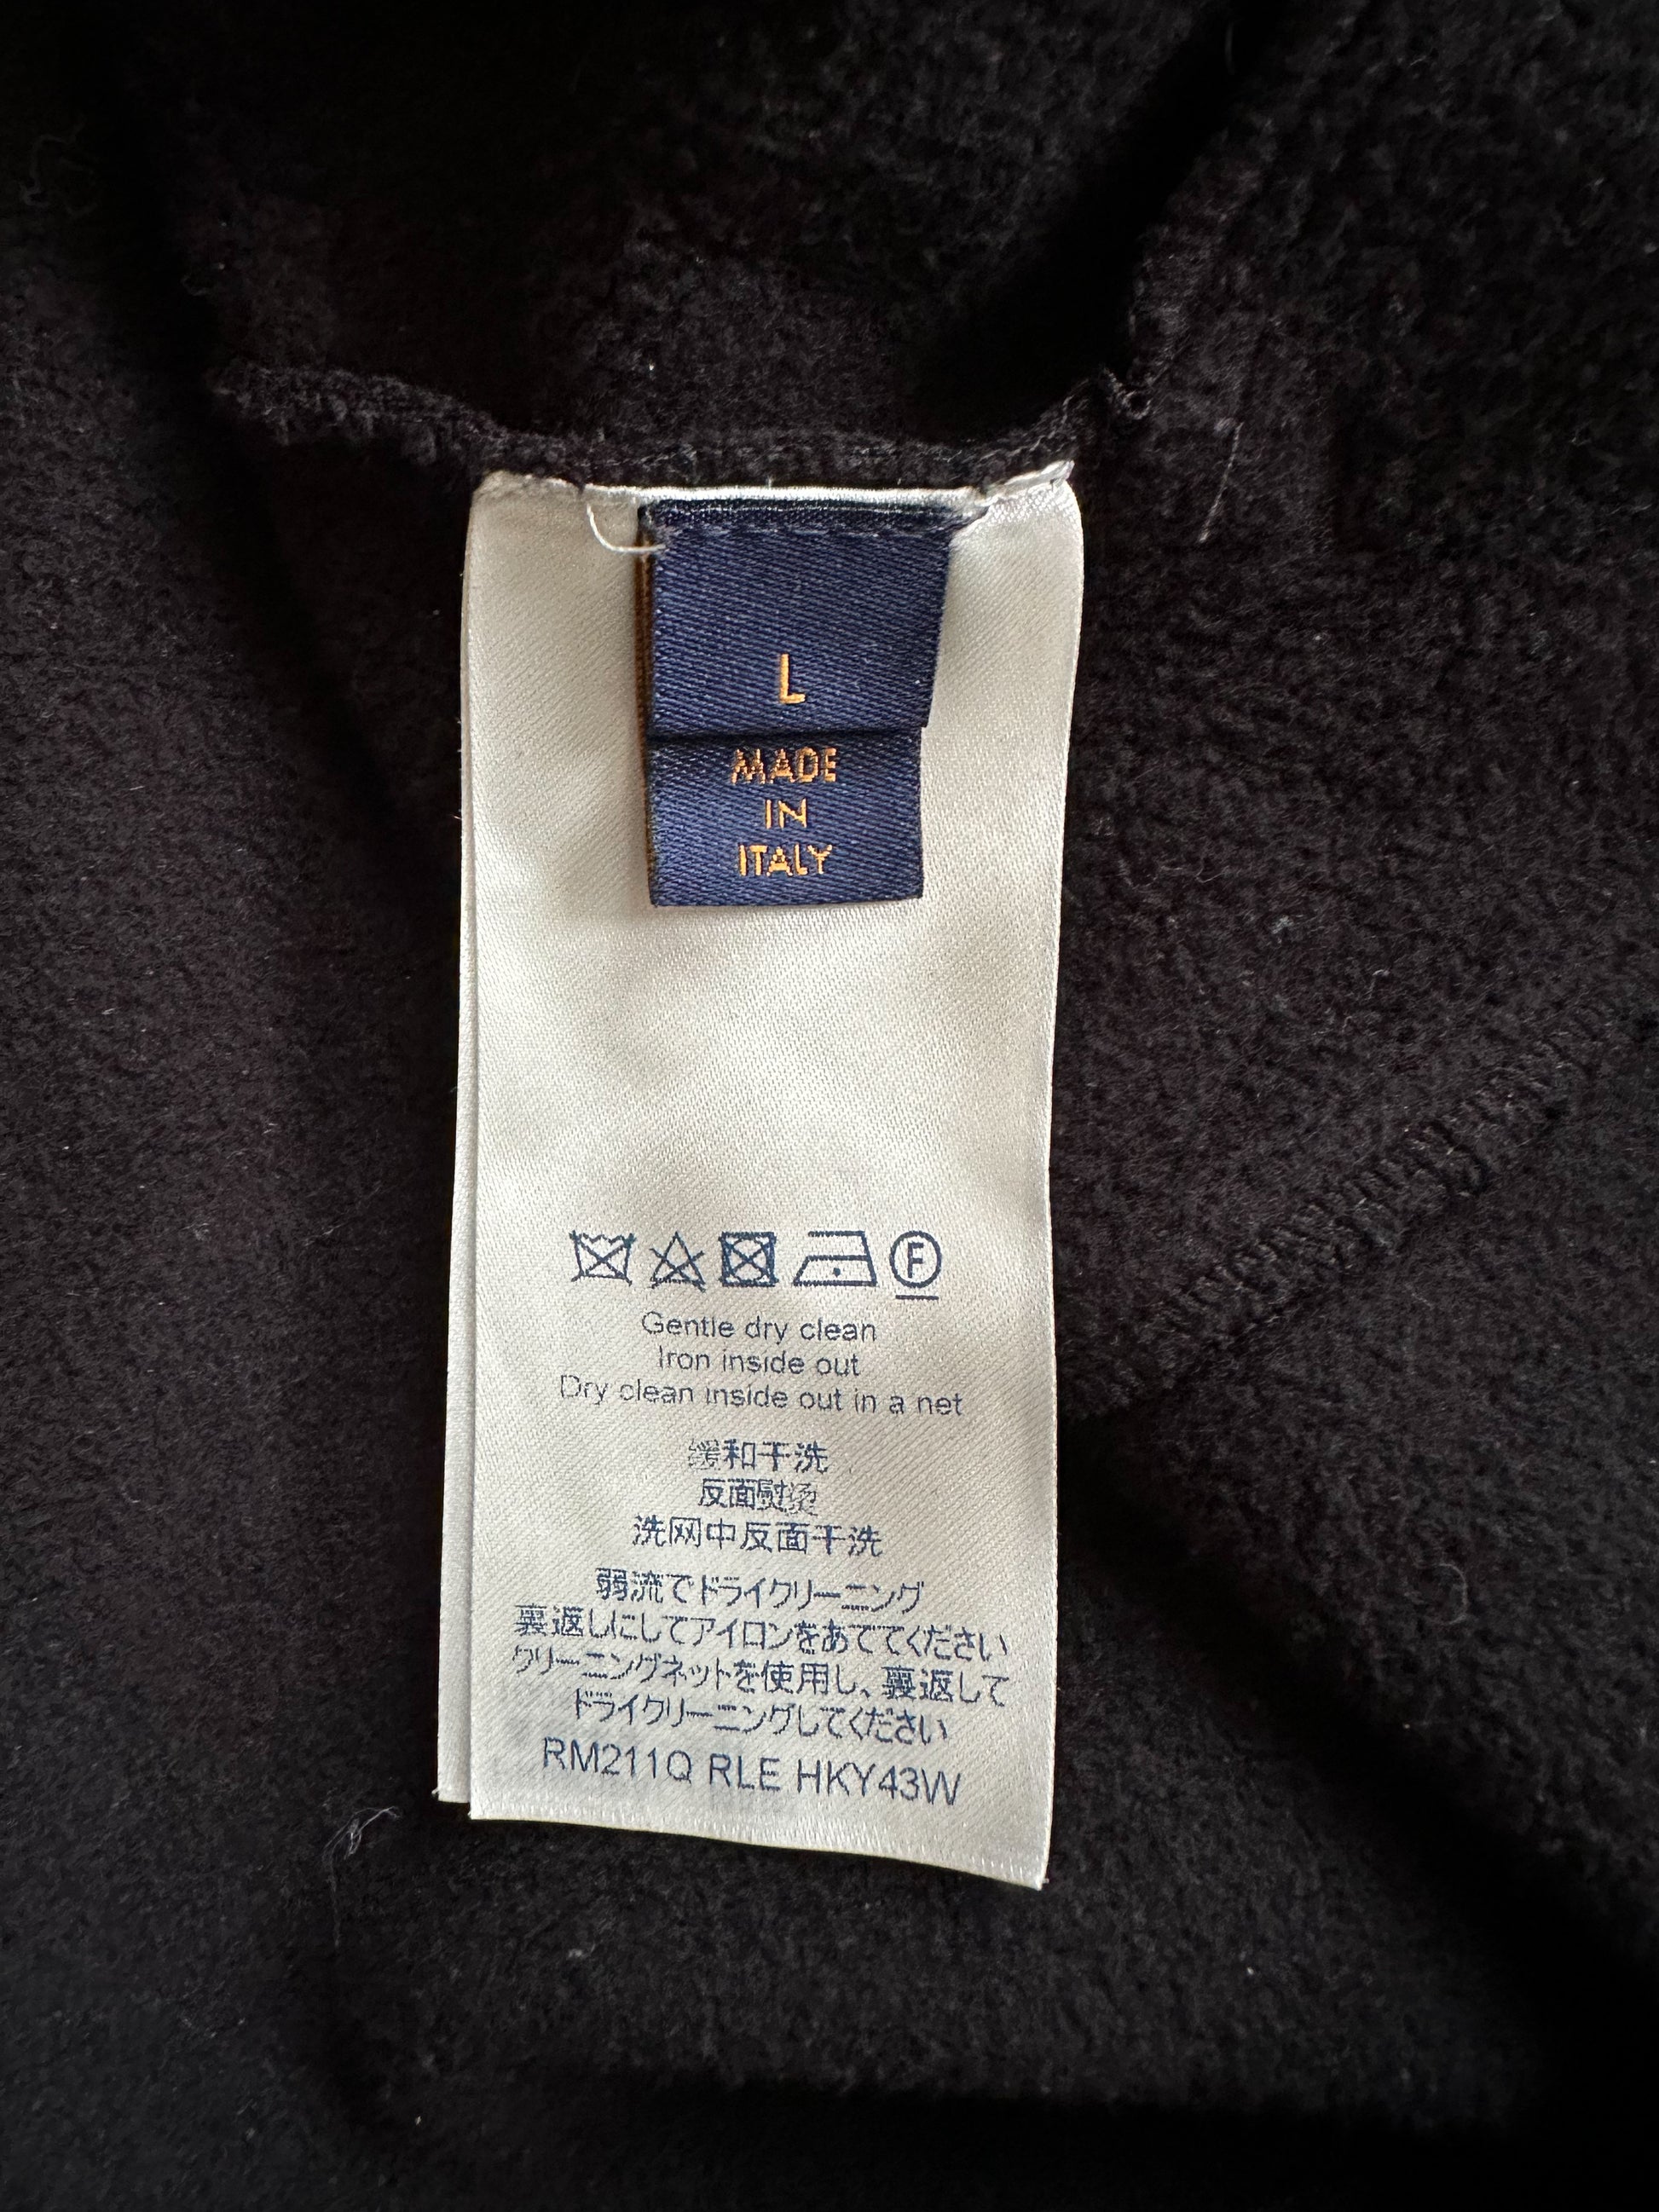 L
MADE
IN
ITALY
F
Gentle dry clean
Iron inside out
Dry clean inside out in a net
缓和干洗
反面熨烫
洗网中反面干洗
弱流でドライクリーニング
裏返しにしてアイロンをあててください
クリーニングネットを使用し、裏返して
ドライクリーニングしてください
RM211Q RLE HKY43W